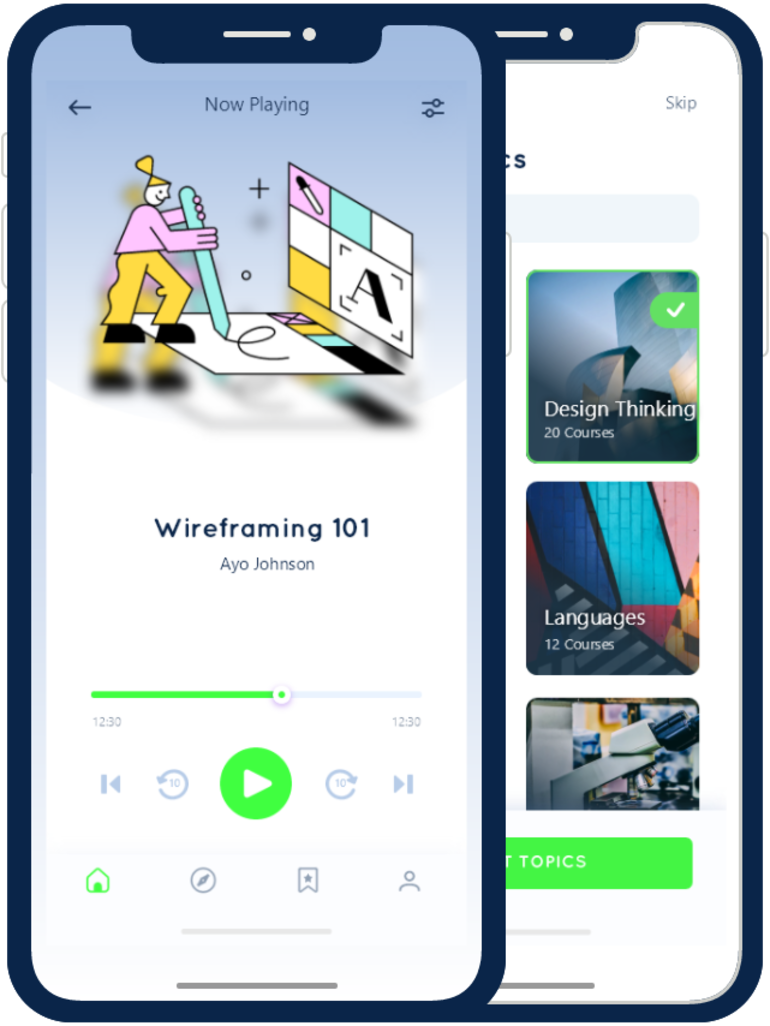 Now Playing
A
Wireframing 101
Ayo Johnson
12:30
12:30
10
10
Skip
cs
Design Thinking
20 Courses
Languages
12 Courses
T TOPICS